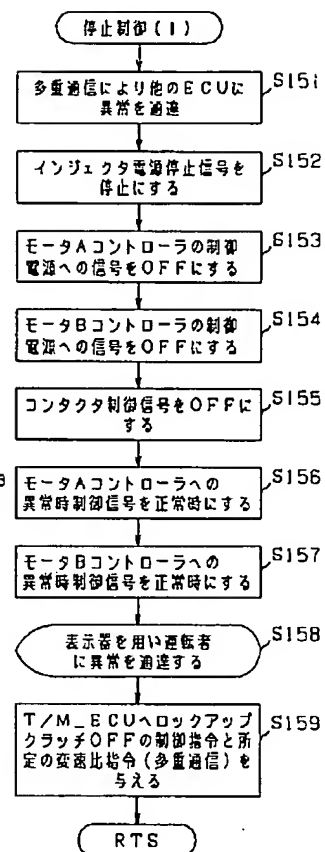 停止制御(1)
S151
多重通信により他のECUに
異常を通達
S152
インジェクタ電源停止信号を
停止にする
S153
モータAコントローラの制御
電源への信号をOFFにする
S154
モータBコントローラの制御
電源への信号をOFFにする
S155
コンタクタ制御信号をOFFに
する
S156
モータAコントローラへの
異常時制御信号を正常時にする
S157
モータBコントローラへの
異常時制御信号を正常時にする
S158
表示器を用い運転者
に異常を通達する
S159
T/M_ECUへロックアップ
クラッチOFFの制御指令と所
定の変速比指令(多重通信)を
与える
RTS